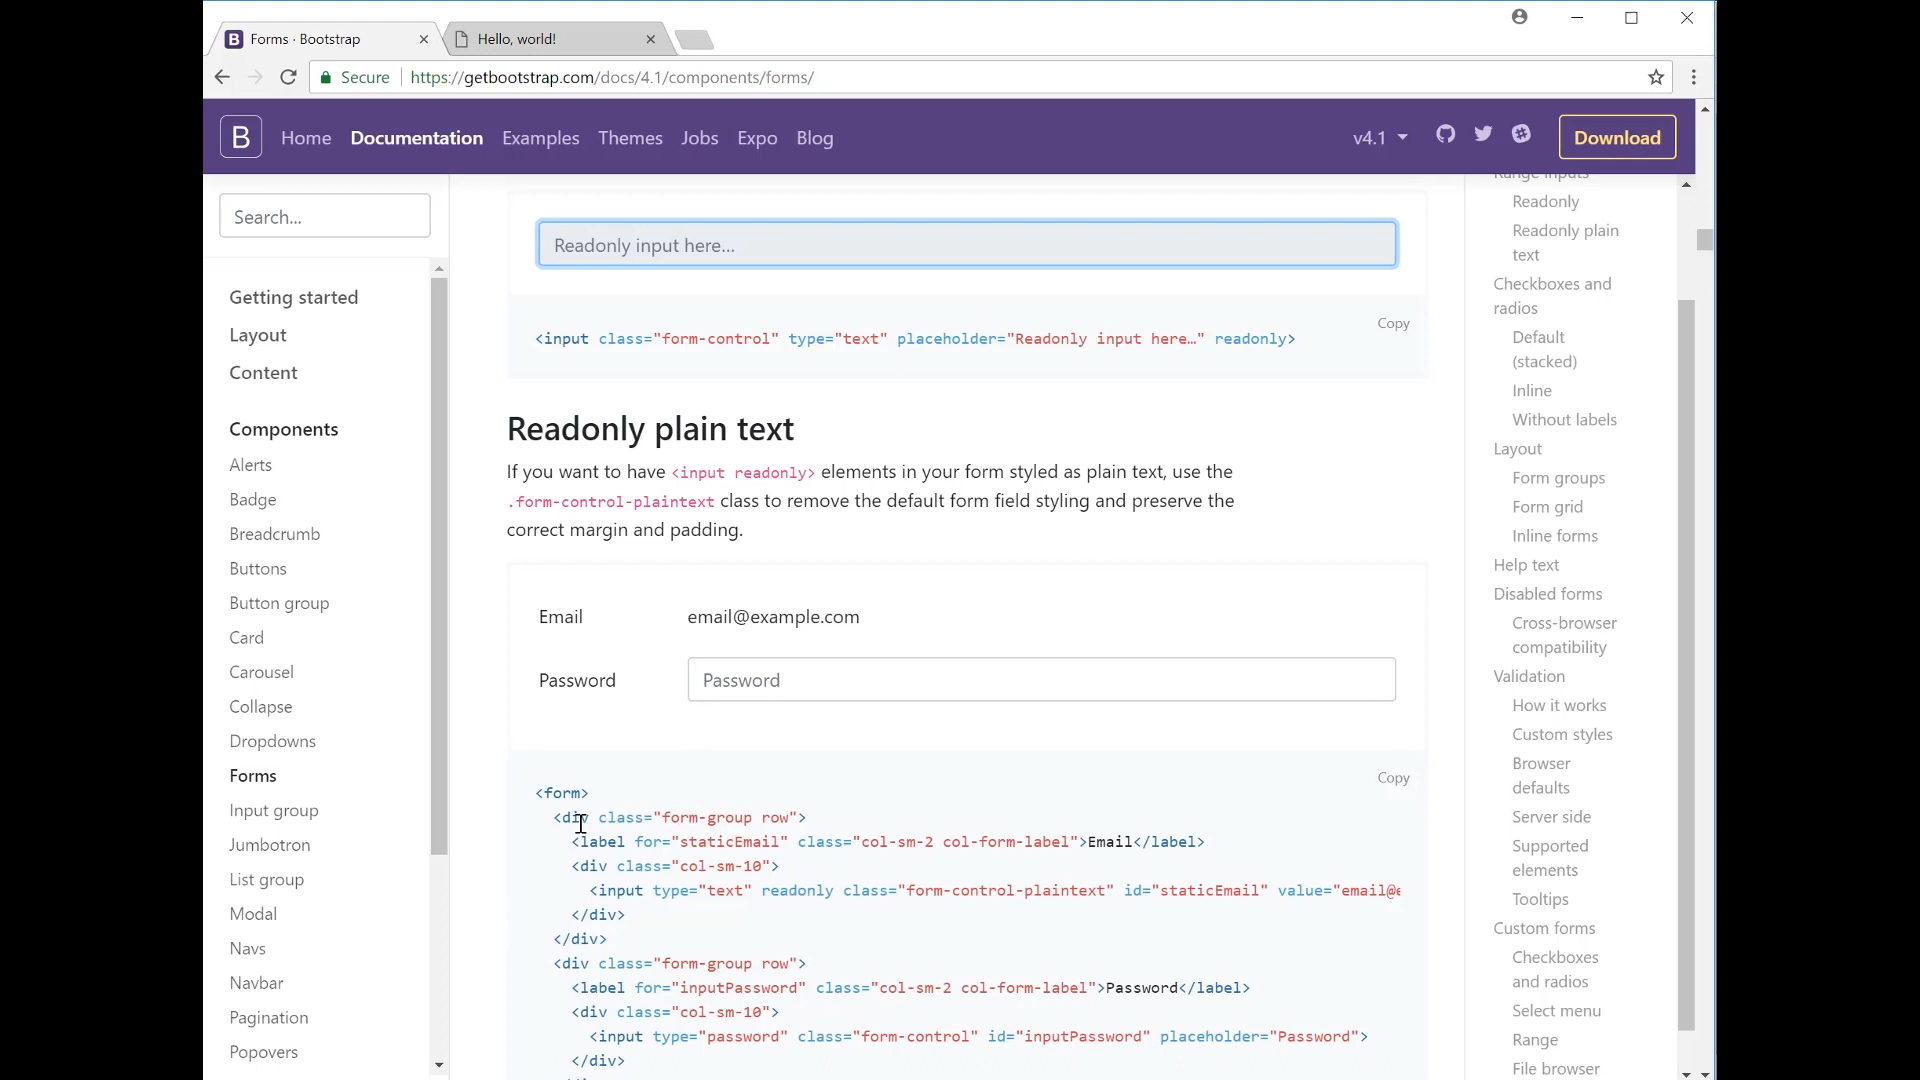 Forms · Bootstrap
Hello, world!
Secure
https://getbootstrap.com/docs/4.1/components/forms/
B
Home
Documentation
Examples
Themes
Jobs
Expo
Blog
v4.1
Download
Search...
Getting started
Layout
Content
Components
Alerts
Badge
Breadcrumb
Buttons
Button group
Card
Carousel
Collapse
Dropdowns
Forms
Input group
Jumbotron
List group
Modal
Navs
Navbar
Pagination
Popovers
Readonly input here...
Copy
<input class="form-control" type="text" placeholder="Readonly input here…" readonly>
Readonly plain text
If you want to have <input readonly> elements in your form styled as plain text, use the
.form-control-plaintext class to remove the default form field styling and preserve the
correct margin and padding.
Email
email@example.com
Password
Password
Copy
<form>
<div class="form-group row">
<label for="staticEmail" class="col-sm-2 col-form-label">Email</label>
<div class="col-sm-10">
<input type="text" readonly class="form-control-plaintext" id="staticEmail" value="email@e
</div>
</div>
<div class="form-group row">
<label for="inputPassword" class="col-sm-2 col-form-label">Password</label>
<div class="col-sm-10">
<input type="password" class="form-control" id="inputPassword" placeholder="Password">
</div>
Range Inputs
Readonly
Readonly plain
text
Checkboxes and
radios
Default
(stacked)
Inline
Without labels
Layout
Form groups
Form grid
Inline forms
Help text
Disabled forms
Cross-browser
compatibility
Validation
How it works
Custom styles
Browser
defaults
Server side
Supported
elements
Tooltips
Custom forms
Checkboxes
and radios
Select menu
Range
File browser